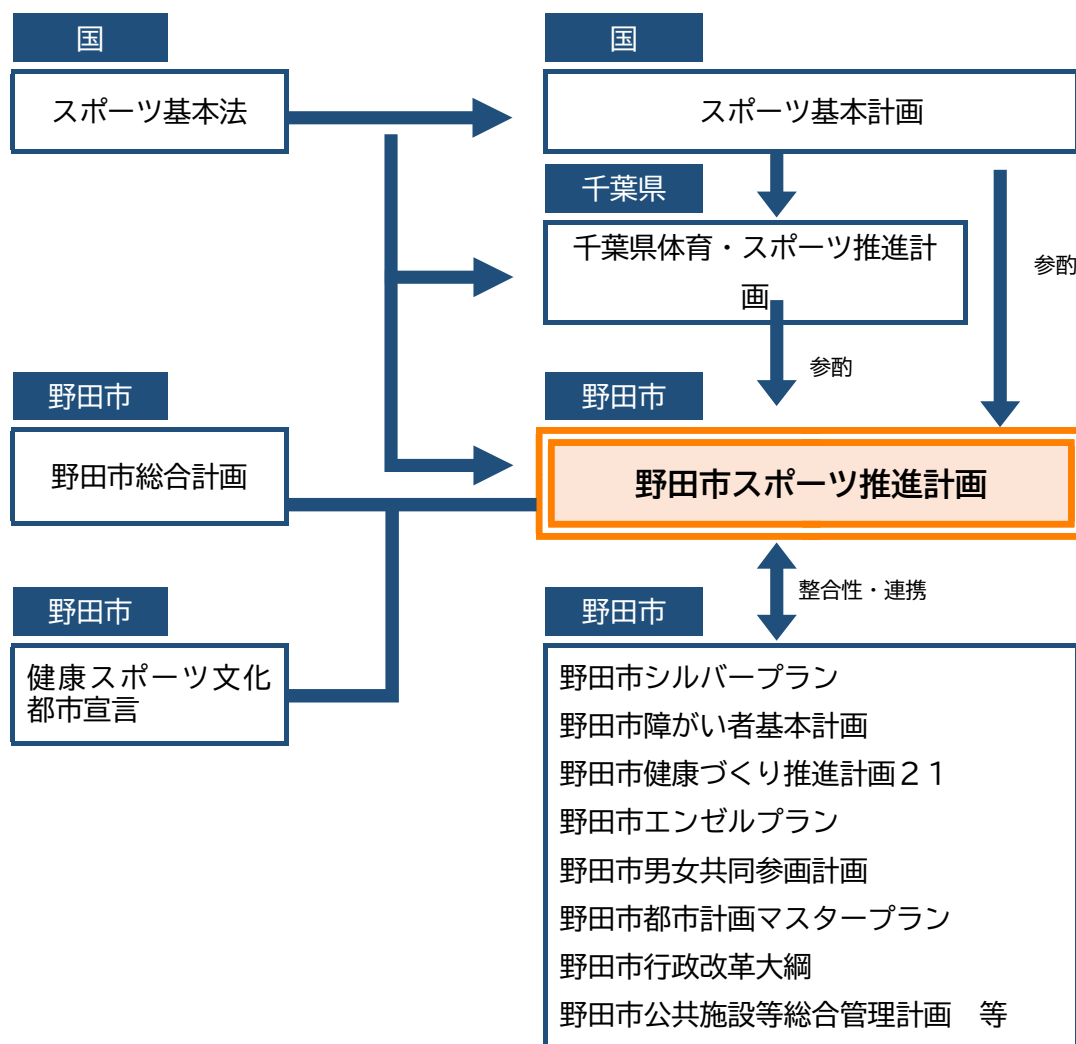 国
スポーツ基本法
国
スポーツ基本計画
千葉県
千葉県体育・スポーツ推進計
画
参酌
参酌
野田市
野田市総合計画
野田市
野田市スポーツ推進計画
整合性・連携
野田市
健康スポーツ文化
都市宣言
野田市
野田市シルバープラン
野田市障がい者基本計画
野田市健康づくり推進計画２１
野田市エンゼルプラン
野田市男女共同参画計画
野田市都市計画マスタープラン
野田市行政改革大綱
野田市公共施設等総合管理計画　等